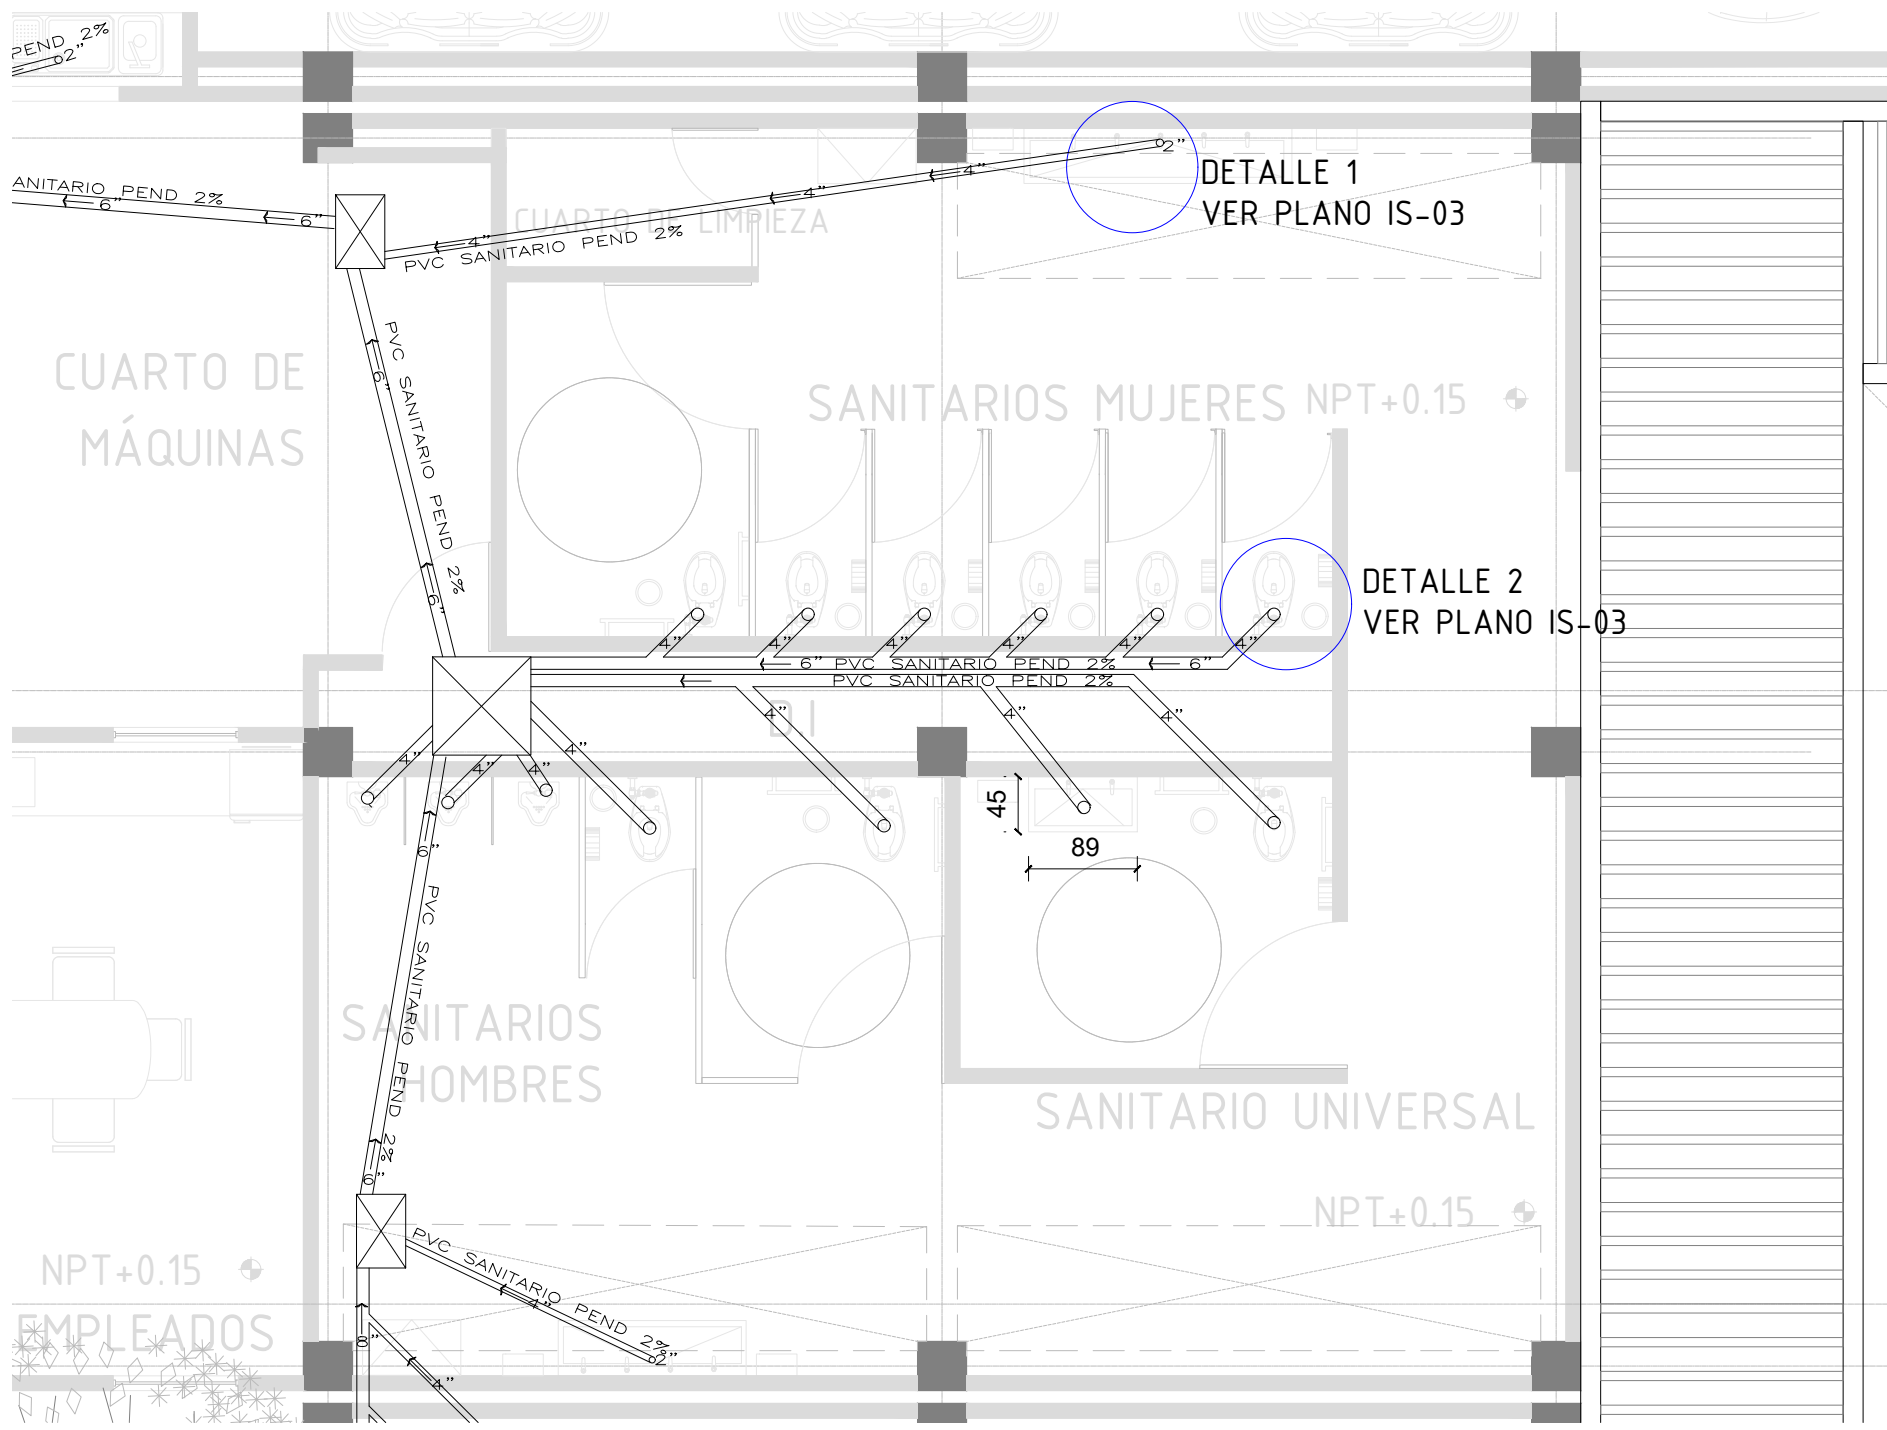 PEND 2%
2"
ANITARIO PEND 2%
6"
6"
4"
PVC SANITARIO PEND 2%
4"
4"
2"
CUARTO DE LIMPIEZA
DETALLE 1
VER PLANO IS-03
CUARTO DE
MÁQUINAS
PVC SANITARIO PEND 2%
6"
6"
SANITARIOS MUJERES
NPT+0.15
DETALLE 2
VER PLANO IS-03
4"
4"
4"
4"
4"
4"
6" PVC SANITARIO PEND 2% 6"
PVC SANITARIO PEND 2%
4"
4"
4"
D.I
4"
4"
4"
4"
45
89
6"
PVC SANITARIO PEND 2%
6"
SANITARIOS
HOMBRES
SANITARIO UNIVERSAL
NPT+0.15
NPT+0.15
EMPLEADOS
PVC SANITARIO PEND 2%
4"
2"
8"
4"